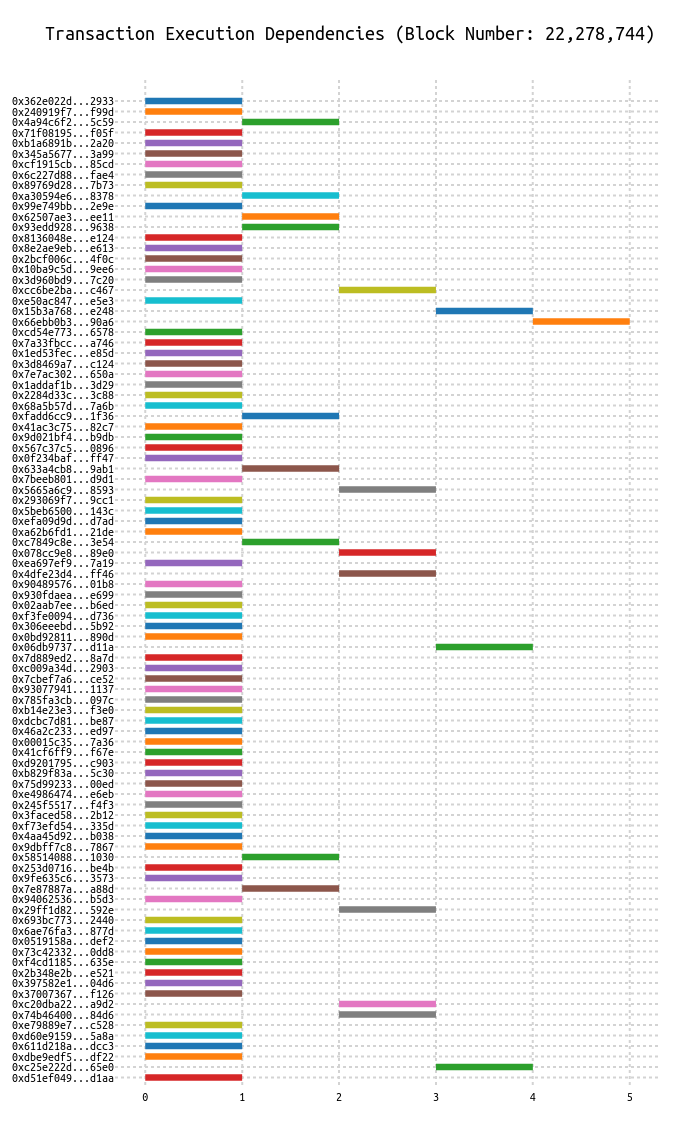 Transaction Execution Dependencies (Block Number: 22,278,744)
0x362e022d...2933
0x240919f7...f99d
0x4a94c6f2...5c59
0x71f08195...f05f
0xb1a6891b...2a20
0x345a5677...3a99
0xcf1915cb...85cd
0x6c227d88...fae4
0x89769d28...7b73
0xa30594e6...8378
0x99e749bb...2e9e
0x62507ae3...ee11
0x93edd928...9638
0x8136048e...e124
0x8e2ae9eb...e613
0x2bcf006c...4f0c
0x10ba9c5d...9ee6
0x3d960bd9...7c20
0xcc6be2ba...c467
0xe50ac847...e5e3
0x15b3a768...e248
0x66ebb0b3...90a6
0xcd54e773...6578
0x7a33fbcc...a746
0x1ed53fec...e85d
0x3d8469a7...c124
0x7e7ac302...650a
0x1addaf1b...3d29
0x2284d33c...3c88
0x68a5b57d...7a6b
0xfadd6cc9...1f36
0x41ac3c75...82c7
0x9d021bf4...b9db
0x567c37c5...0896
0x0f234baf...ff47
0x633a4cb8...9ab1
0x7beeb801...d9d1
0x5665a6c9...8593
0x293069f7...9cc1
0x5beb6500...143c
0xefa09d9d...d7ad
0xa62b6fd1...21de
0xc7849c8e...3e54
0x078cc9e8...89e0
0xea697ef9...7a19
0x4dfe23d4...ff46
0x90489576...01b8
0x930fdaea...e699
0x02aab7ee...b6ed
0xf3fe0094...d736
0x306eeebd...5b92
0x0bd92811...890d
0x06db9737...d11a
0x7d889ed2...8a7d
0xc009a34d...2903
0x7cbef7a6...ce52
0x93077941...1137
0x785fa3cb...097c
0xb14e23e3...f3e0
0xdcbc7d81...be87
0x46a2c233...ed97
0x00015c35...7a36
0x41cf6ff9...f67e
0xd9201795...c903
0xb829f83a...5c30
0x75d99233...00ed
0xe4986474...e6eb
0x245f5517...f4f3
0x3faced58...2b12
0xf73efd54...335d
0x4aa45d92...b038
0x9dbff7c8...7867
0x58514088...1030
0x253d0716...be4b
0x9fe635c6...3573
0x7e87887a...a88d
0x94062536...b5d3
0x29ff1d82...592e
0x693bc773...2440
0x6ae76fa3...877d
0x0519158a...def2
0x73c42332...0dd8
0xf4cd1185...635e
0x2b348e2b...e521
0x397582e1...04d6
0x37007367...f126
0xc20dba22...a9d2
0x74b46400...84d6
0xe79889e7...c528
0xd60e9159...5a8a
0x611d218a...dcc3
0xdbe9edf5...df22
0xc25e222d...65e0
0xd51ef049...d1aa
0 1 2 3 4 5